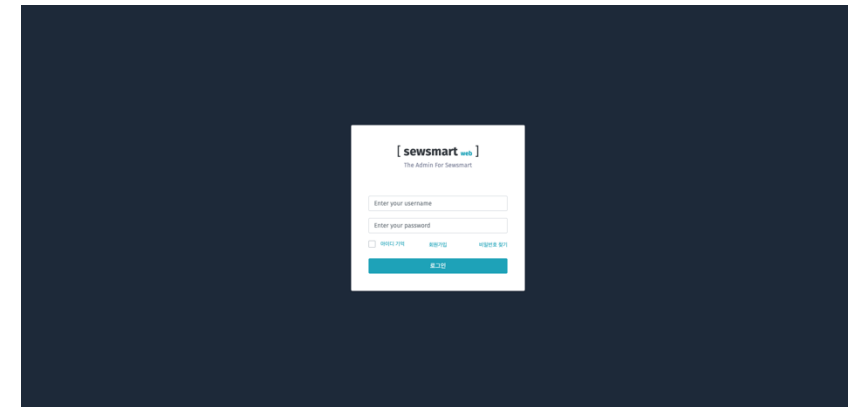 [ sewsmart web ]
The Admin For Sewsmart
Enter your username
Enter your password
아이디 기억 회원가입 비밀번호 찾기
로그인